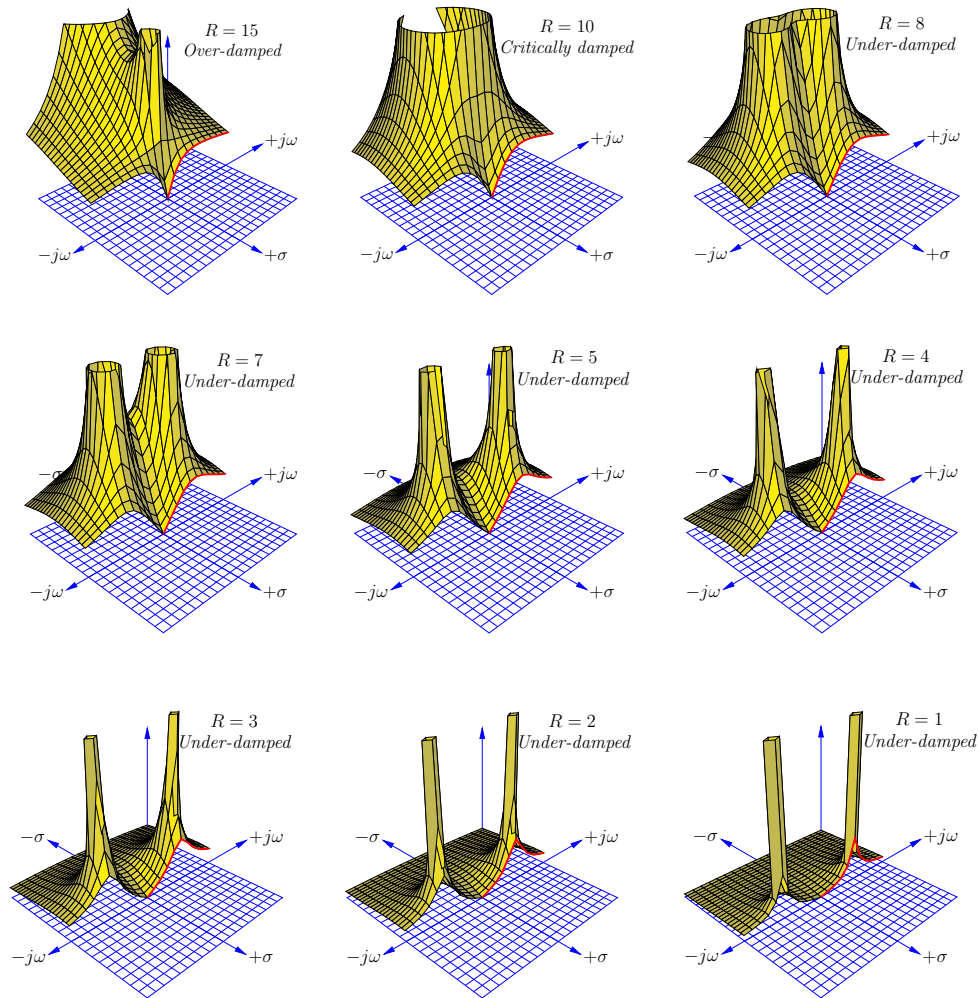 R = 15
Over-damped
+jω
−jω
+σ
R = 10
Critically damped
+jω
−jω
+σ
R = 8
Under-damped
+jω
−jω
+σ
R = 7
Under-damped
−σ
+jω
−jω
+σ
R = 5
Under-damped
−σ
+jω
−jω
+σ
R = 4
Under-damped
−σ
+jω
−jω
+σ
R = 3
Under-damped
−σ
+jω
−jω
+σ
R = 2
Under-damped
−σ
+jω
−jω
+σ
R = 1
Under-damped
−σ
+jω
−jω
+σ